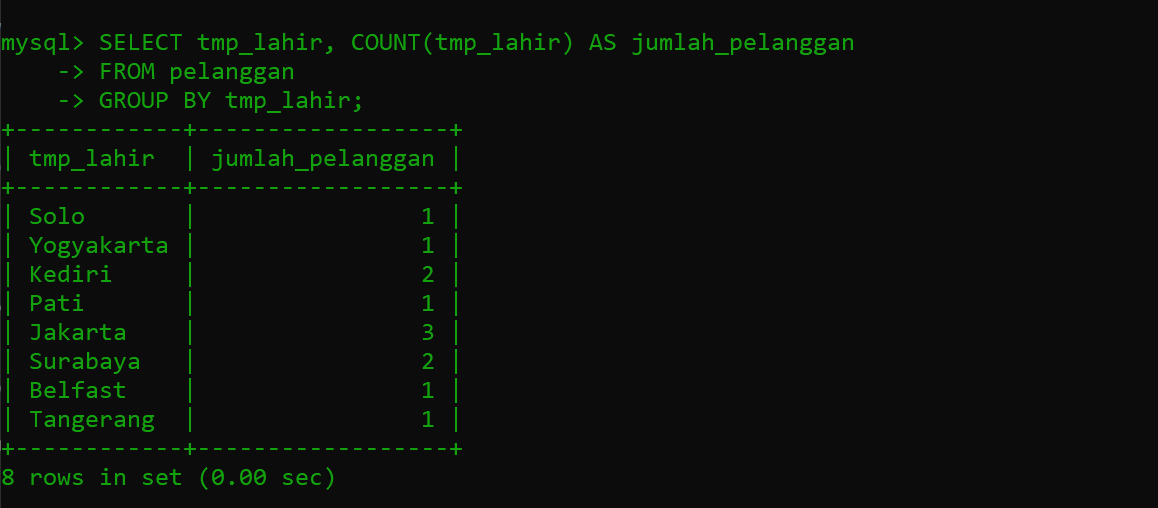 mysql> SELECT tmp_lahir, COUNT(tmp_lahir) AS jumlah_pelanggan
    -> FROM pelanggan
    -> GROUP BY tmp_lahir;
+------------+------------------+
| tmp_lahir  | jumlah_pelanggan |
+------------+------------------+
| Solo       |                1 |
| Yogyakarta |                1 |
| Kediri     |                2 |
| Pati       |                1 |
| Jakarta    |                3 |
| Surabaya   |                2 |
| Belfast    |                1 |
| Tangerang  |                1 |
+------------+------------------+
8 rows in set (0.00 sec)